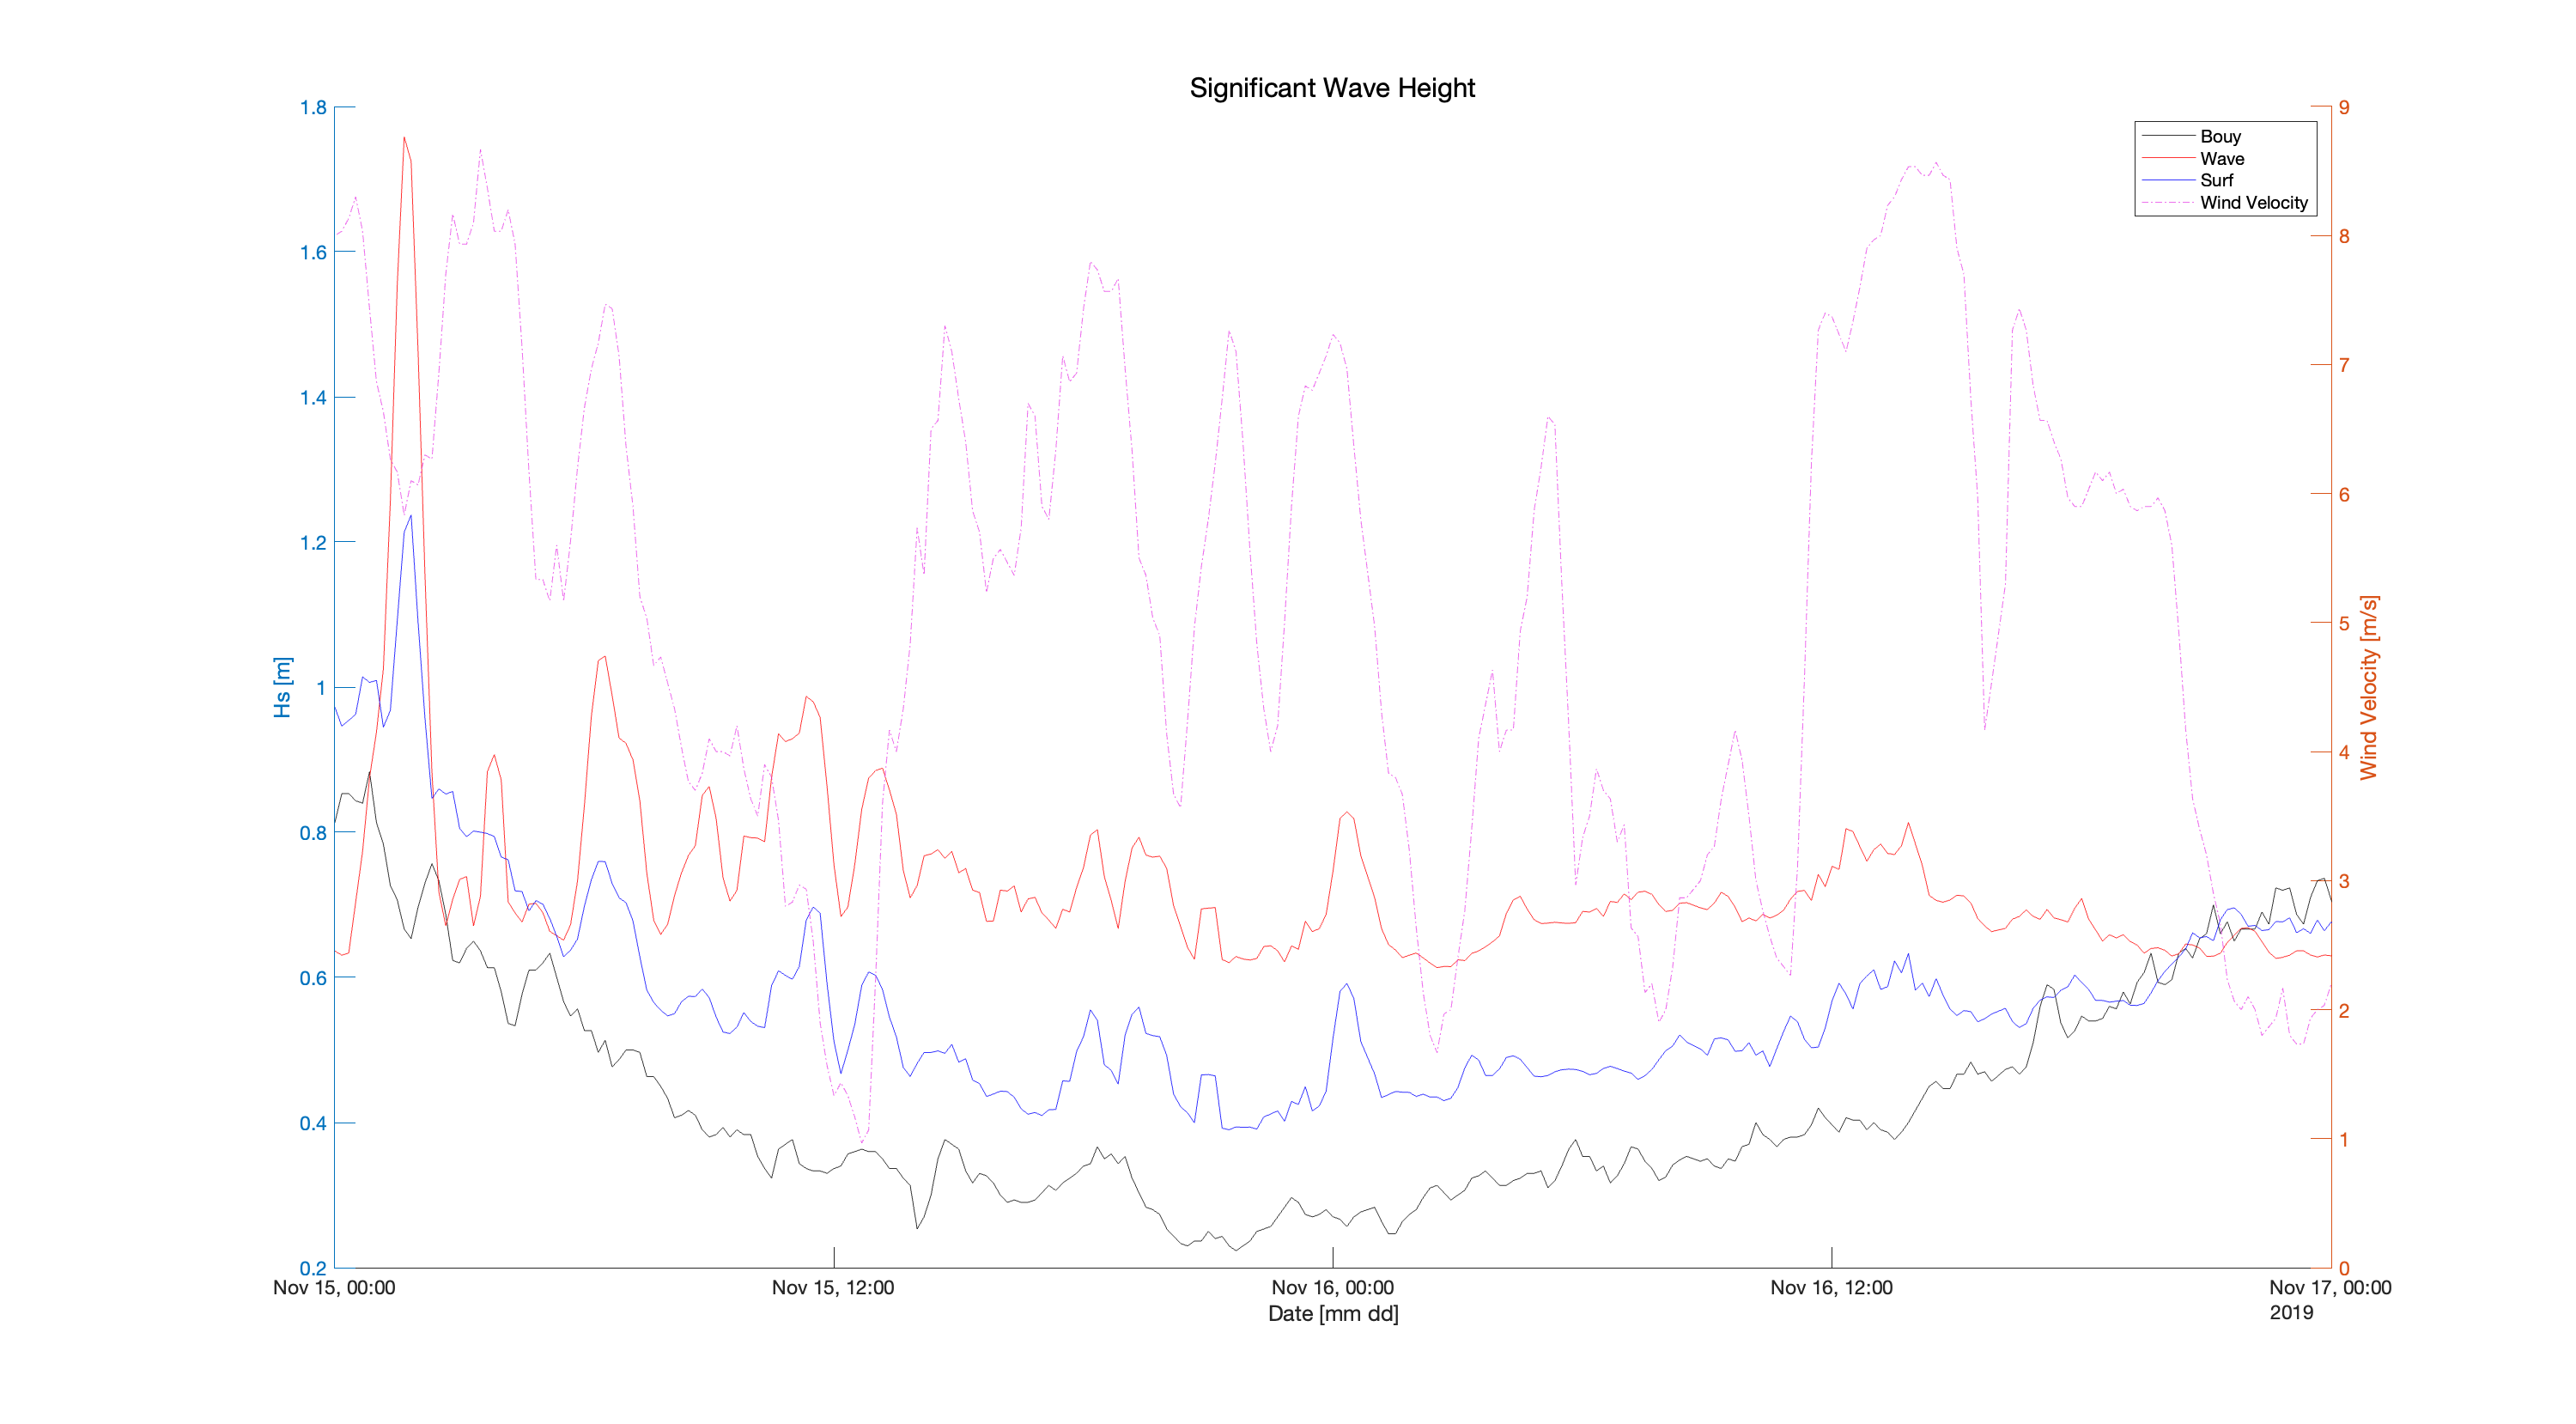 Significant Wave Height
1.8
1.6
1.4
1.2
1
0.8
0.6
0.4
0.2
Hs [m]
9
8
7
6
5
4
3
2
1
0
Wind Velocity [m/s]
Bouy
Wave
Surf
Wind Velocity
Nov 15, 00:00
Nov 15, 12:00
Nov 16, 00:00
Nov 16, 12:00
Nov 17, 00:00
2019
Date [mm dd]